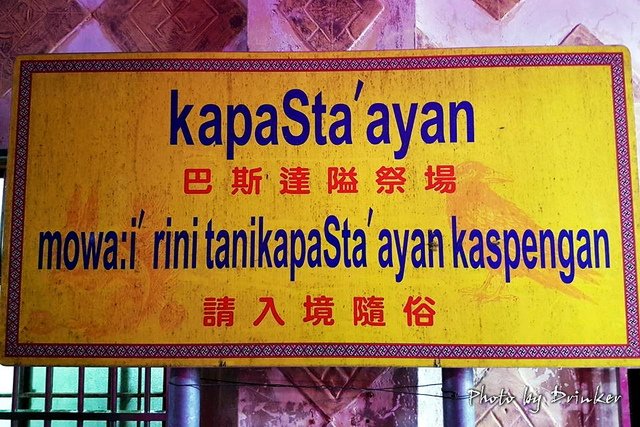 kapaSta'ayan
巴斯達隘祭場
mowa:i' rini tanikapaSta'ayan kaspengan
請入境隨俗
Photo by Drinker